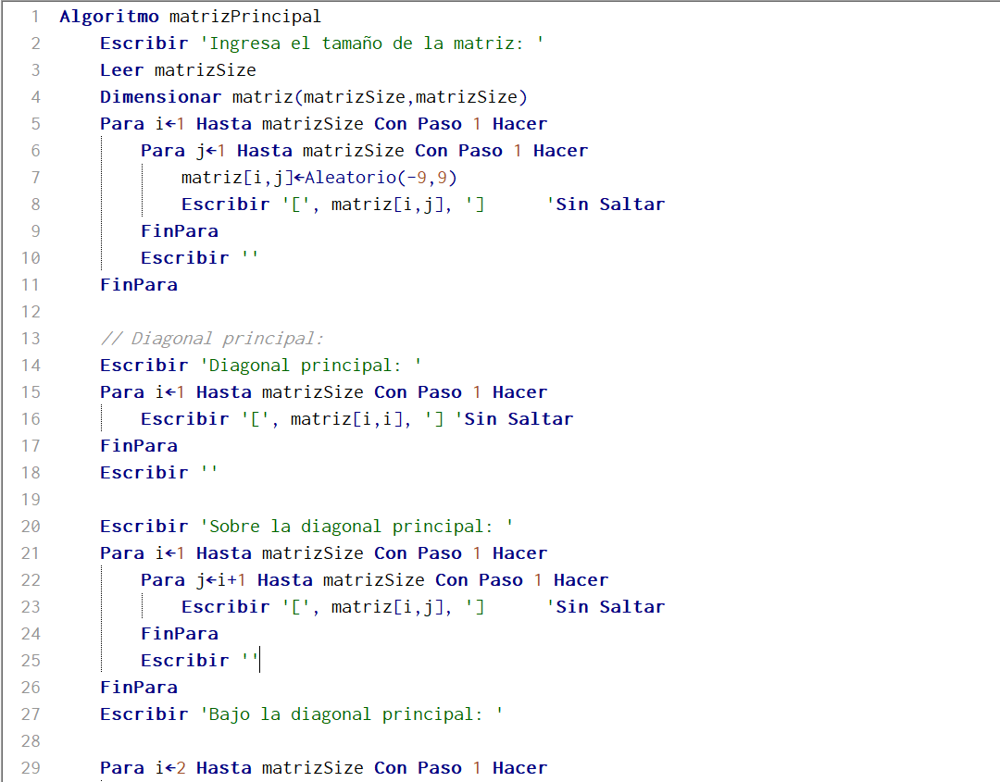 1 Algoritmo matrizPrincipal
2 Escribir 'Ingresa el tamaño de la matriz: '
3 Leer matrizSize
4 Dimensionar matriz(matrizSize,matrizSize)
5 Para i←1 Hasta matrizSize Con Paso 1 Hacer
6 Para j←1 Hasta matrizSize Con Paso 1 Hacer
7 matriz[i,j]←Aleatorio(-9,9)
8 Escribir '[', matriz[i,j], ']      'Sin Saltar
9 FinPara
10 Escribir ''
11 FinPara
12
13 // Diagonal principal:
14 Escribir 'Diagonal principal: '
15 Para i←1 Hasta matrizSize Con Paso 1 Hacer
16 Escribir '[', matriz[i,i], '] 'Sin Saltar
17 FinPara
18 Escribir ''
19
20 Escribir 'Sobre la diagonal principal: '
21 Para i←1 Hasta matrizSize Con Paso 1 Hacer
22 Para j←i+1 Hasta matrizSize Con Paso 1 Hacer
23 Escribir '[', matriz[i,j], ']      'Sin Saltar
24 FinPara
25 Escribir ''
26 FinPara
27 Escribir 'Bajo la diagonal principal: '
28
29 Para i←2 Hasta matrizSize Con Paso 1 Hacer